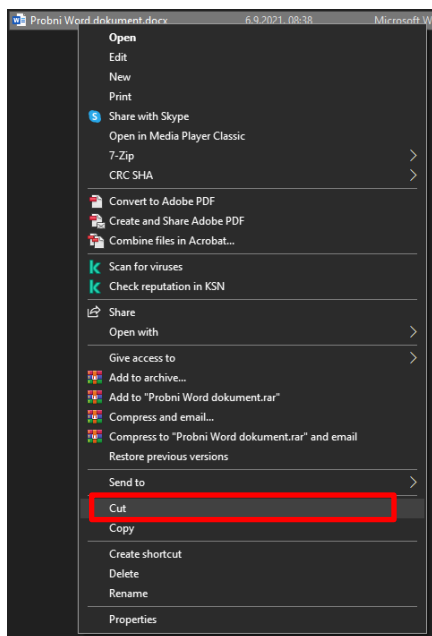 Probni Word dokument.docx 6.9.2021. 08:38 Microsoft W
Open
Edit
New
Print
Share with Skype
Open in Media Player Classic
7-Zip
CRC SHA
Convert to Adobe PDF
Create and Share Adobe PDF
Combine files in Acrobat...
Scan for viruses
Check reputation in KSN
Share
Open with
Give access to
Add to archive...
Add to "Probni Word dokument.rar"
Compress and email...
Compress to "Probni Word dokument.rar" and email
Restore previous versions
Send to
Cut
Copy
Create shortcut
Delete
Rename
Properties